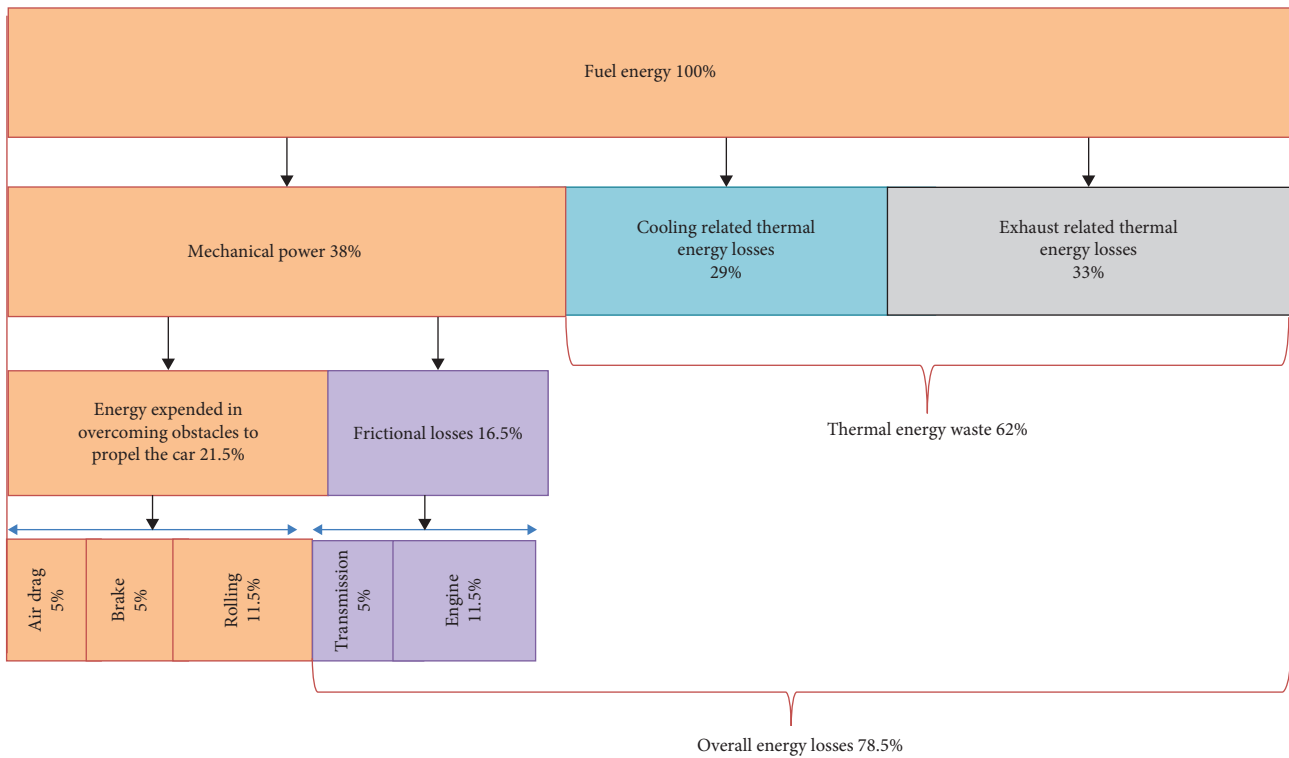 Fuel energy 100%
Mechanical power 38%
Cooling related thermal
energy losses
29%
Exhaust related thermal
energy losses
33%
Energy expended in
overcoming obstacles to
propel the car 21.5%
Frictional losses 16.5%
Thermal energy waste 62%
Air drag
5%
Brake
5%
Rolling
11.5%
Transmission
5%
Engine
11.5%
Overall energy losses 78.5%